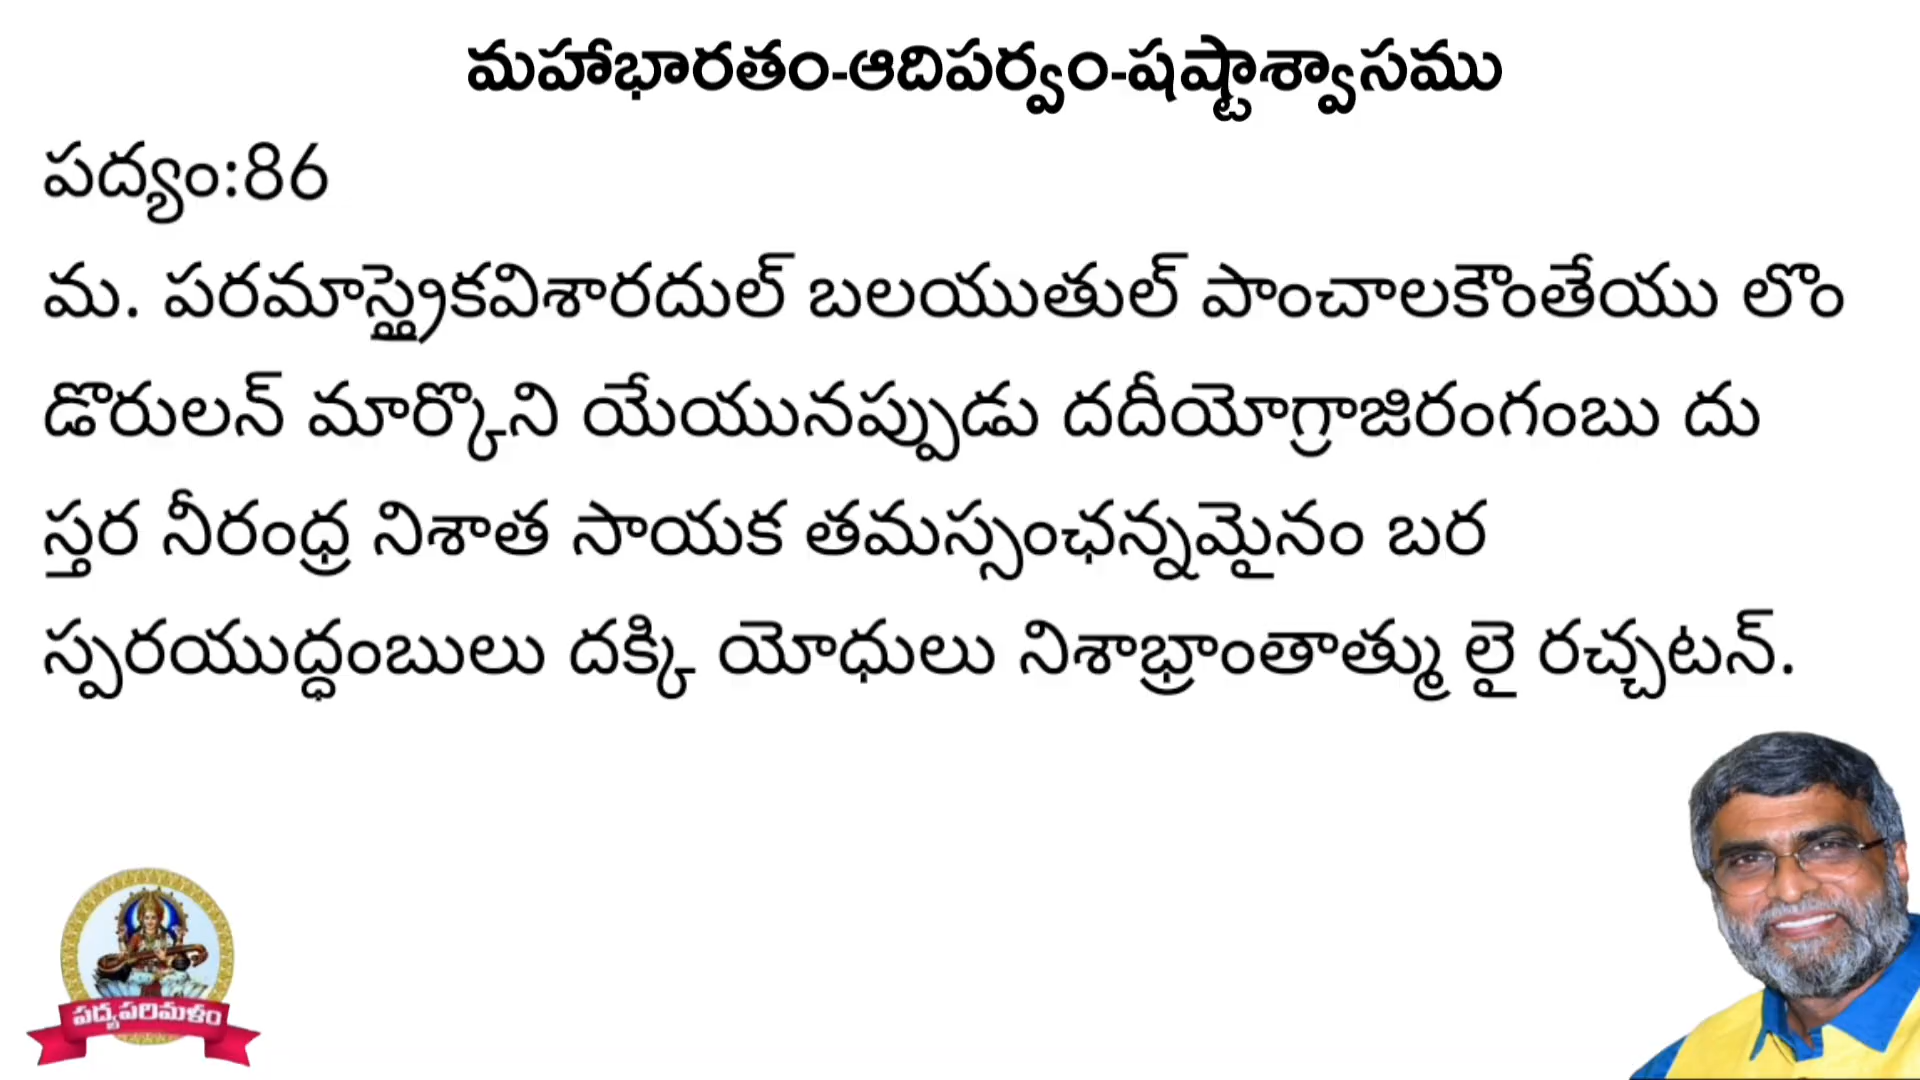 మహాభారతం-ఆదిపర్వం-షష్టాశ్వాసము
పద్యం:86
మ. పరమాస్త్రైకవిశారదుల్ బలయుతుల్ పాంచాలకౌంతేయు లొం
డొరులన్ మార్కొని యేయునప్పుడు దదీయోగ్రాజిరంగంబు దు
స్తర నీరంధ్ర నిశాత సాయక తమస్సంఛన్నమైనం బర
స్పరయుద్ధంబులు దక్కి యోధులు నిశాభ్రాంతాత్ము లై రచ్చటన్.
పద్యపరిమళం